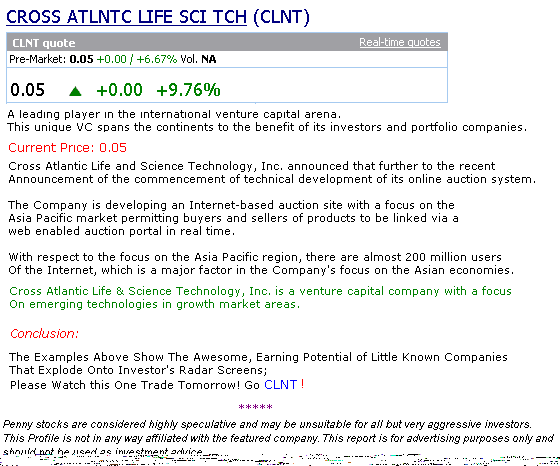 CROSS ATLNTC LIFE SCI TCH (CLNT)
CLNT quote Real-time quotes
Pre-Market: 0.05 +0.00 / +6.67% Vol. NA
0.05 ▲ +0.00 +9.76%
A leading player in the international venture capital arena.
This unique VC spans the continents to the benefit of its investors and portfolio companies.
Current Price: 0.05
Cross Atlantic Life and Science Technology, Inc. announced that further to the recent
Announcement of the commencement of technical development of its online auction system.
The Company is developing an Internet-based auction site with a focus on the
Asia Pacific market permitting buyers and sellers of products to be linked via a
web enabled auction portal in real time.
With respect to the focus on the Asia Pacific region, there are almost 200 million users
Of the Internet, which is a major factor in the Company's focus on the Asian economies.
Cross Atlantic Life & Science Technology, Inc. is a venture capital company with a focus
On emerging technologies in growth market areas.
Conclusion:
The Examples Above Show The Awesome, Earning Potential of Little Known Companies
That Explode Onto Investor's Radar Screens;
Please Watch this One Trade Tomorrow! Go CLNT !
*****
Penny stocks are considered highly speculative and may be unsuitable for all but very aggressive investors.
This Profile is not in any way affiliated with the featured company. This report is for advertising purposes only and
should not be used as investment advice